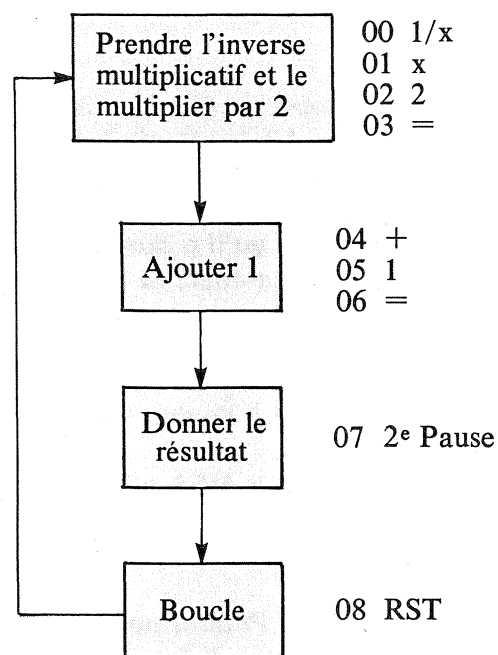 Prendre l'inverse
multiplicatif et le
multiplier par 2
00 1/x
01 x
02 2
03 =
Ajouter 1
04 +
05 1
06 =
Donner le
résultat
07 2e Pause
Boucle
08 RST